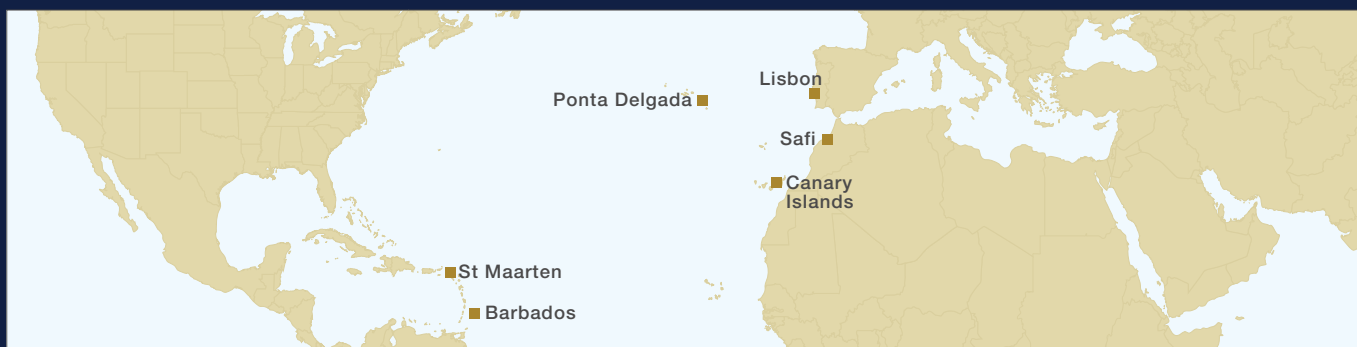 Lisbon
Ponta Delgada
Safi
Canary
Islands
St Maarten
Barbados